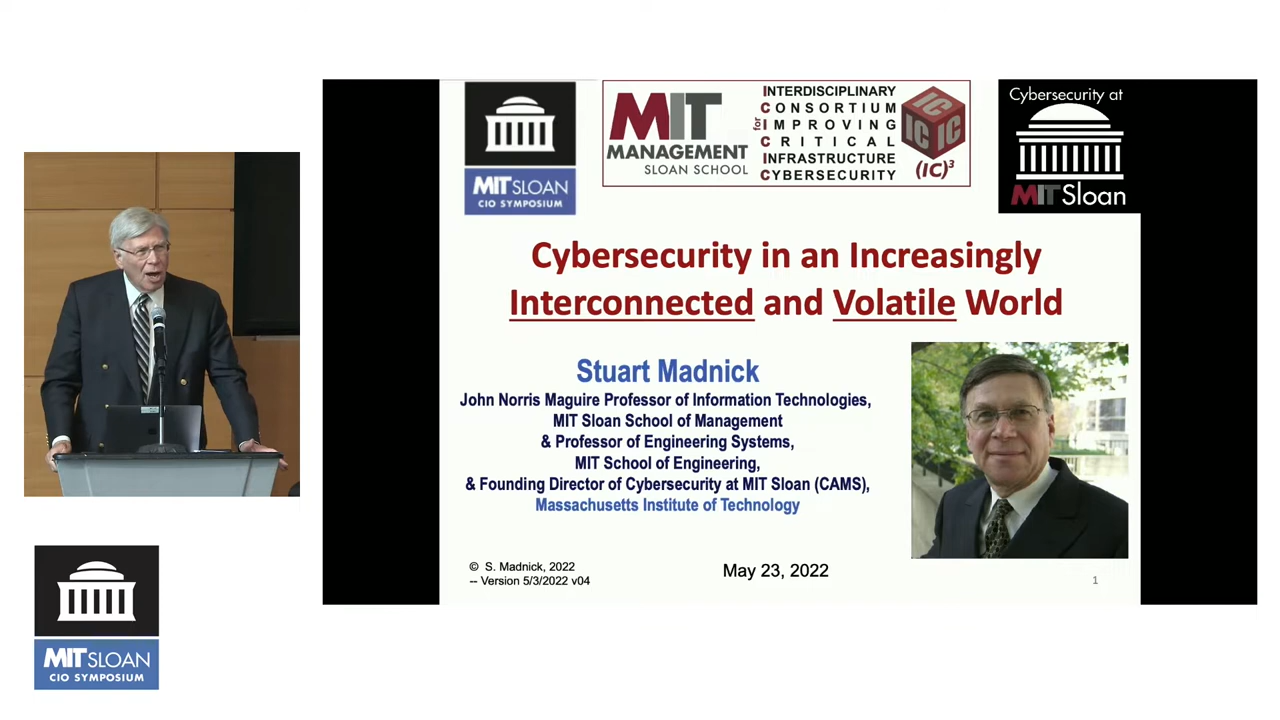 MIT SLOAN
CIO SYMPOSIUM
MIT
MANAGEMENT
SLOAN SCHOOL
INTERDISCIPLINARY
CONSORTIUM
for IMPROVING
CRITICAL
INFRASTRUCTURE
CYBERSECURITY
IC
IC IC
(IC)³
Cybersecurity at
MIT Sloan
Cybersecurity in an Increasingly
Interconnected and Volatile World
Stuart Madnick
John Norris Maguire Professor of Information Technologies,
MIT Sloan School of Management
& Professor of Engineering Systems,
MIT School of Engineering,
& Founding Director of Cybersecurity at MIT Sloan (CAMS),
Massachusetts Institute of Technology
© S. Madnick, 2022
-- Version 5/3/2022 v04
May 23, 2022
1
MIT SLOAN
CIO SYMPOSIUM